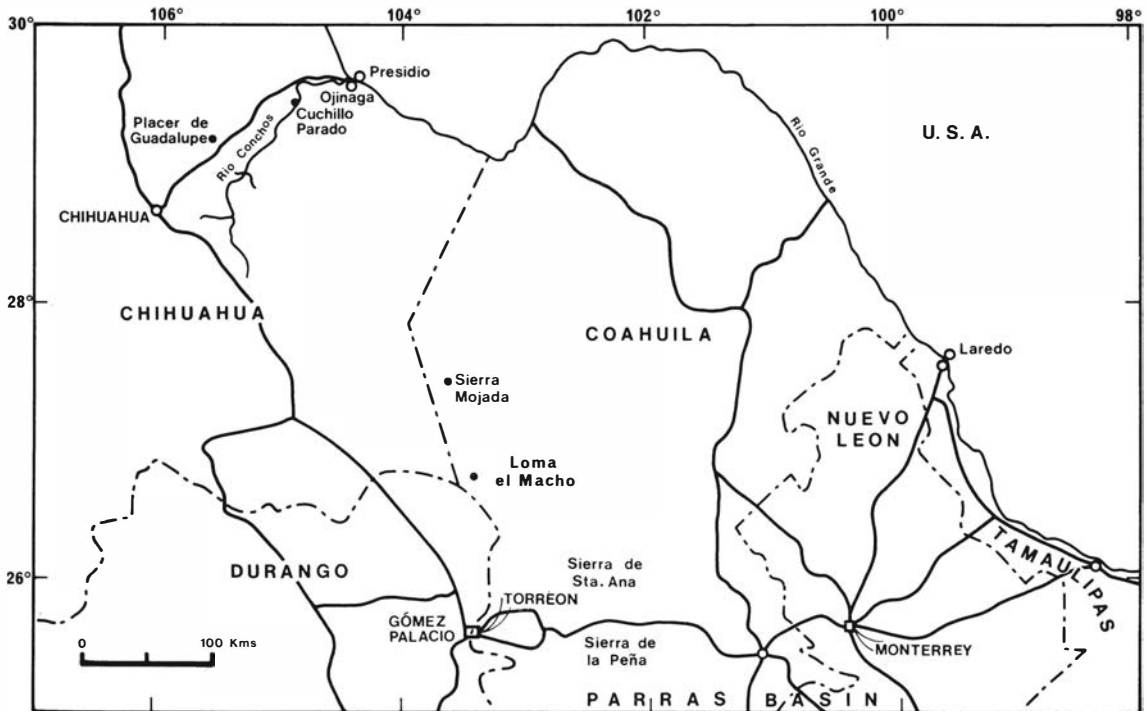 30°
106°
104°
102°
100°
98°
Presidio
Ojinaga
Cuchillo
Parado
Placer de
Guadalupe
Rio Conchos
Rio Grande
U. S. A.
CHIHUAHUA
28°
CHIHUAHUA
COAHUILA
Laredo
Sierra
Mojada
NUEVO
LEON
Loma
el Macho
TAMAULIPAS
26°
DURANGO
Sierra de
Sta. Ana
TORREON
GÓMEZ
PALACIO
0 100 Kms
Sierra de
la Peña
MONTERREY
PARRAS BASIN